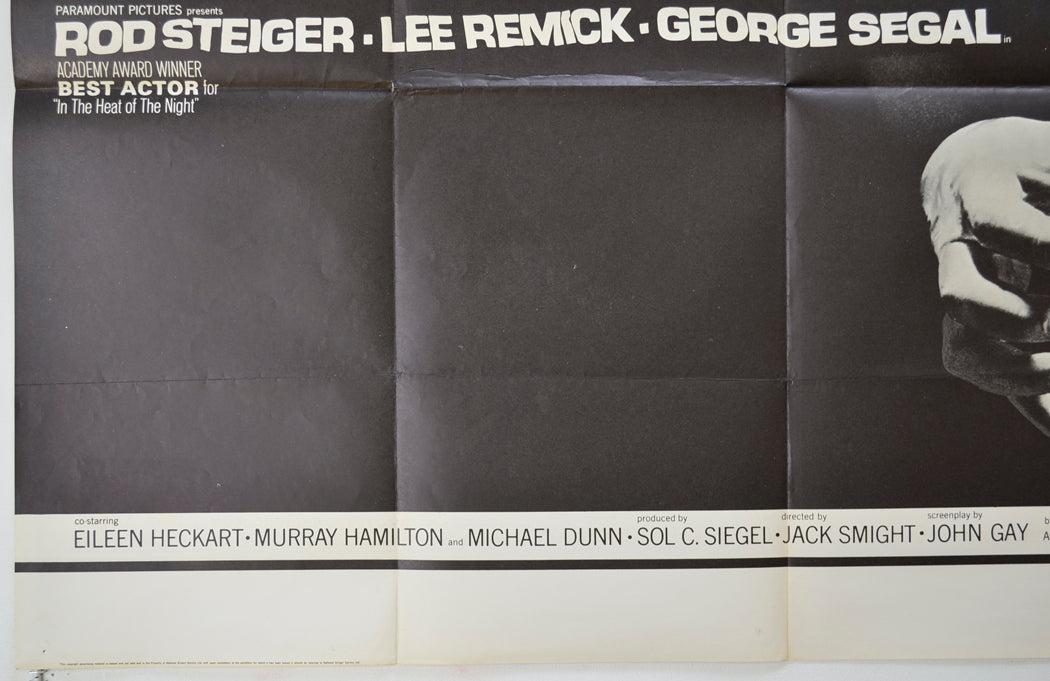 PARAMOUNT PICTURES presents
ROD STEIGER · LEE REMICK · GEORGE SEGAL in
ACADEMY AWARD WINNER
BEST ACTOR for
"In The Heat of The Night"
co-starring produced by directed by screenplay by b
EILEEN HECKART · MURRAY HAMILTON and MICHAEL DUNN · SOL C. SIEGEL · JACK SMIGHT · JOHN GAY A